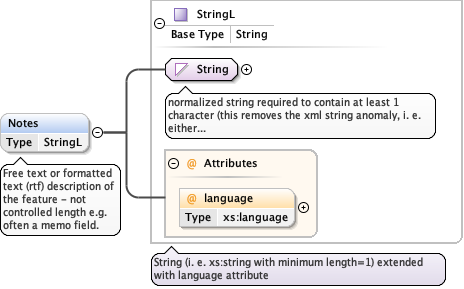 StringL
Base Type String
String
normalized string required to contain at least 1
character (this removes the xml string anomaly, i. e.
either...
Notes
Type StringL
Free text or formatted
text (rtf) description of
the feature - not
controlled length e.g.
often a memo field.
@ Attributes
@ language
Type xs:language
String (i. e. xs:string with minimum length=1) extended
with language attribute